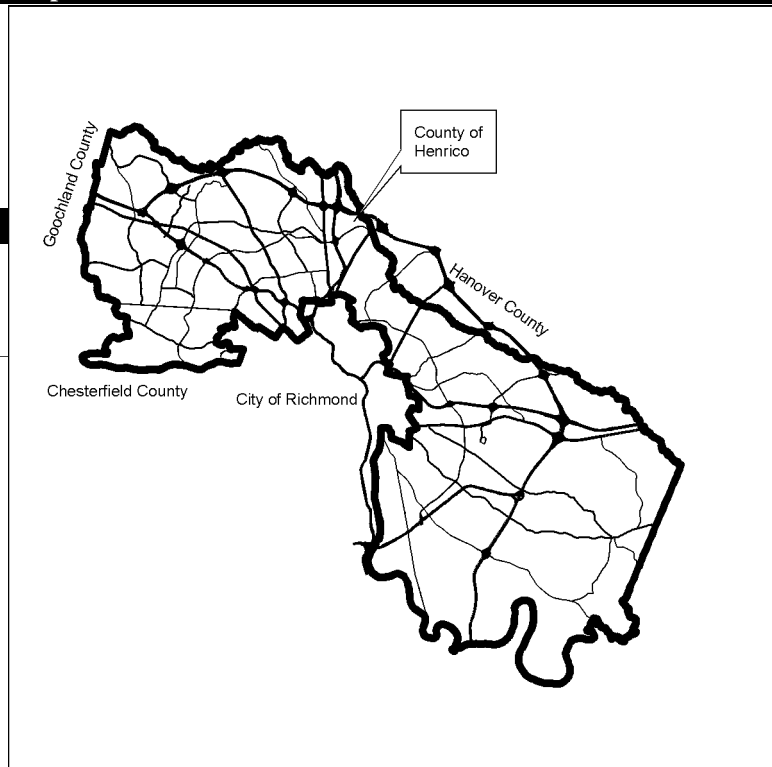 County of
Henrico
Goochland County
Hanover County
Chesterfield County
City of Richmond